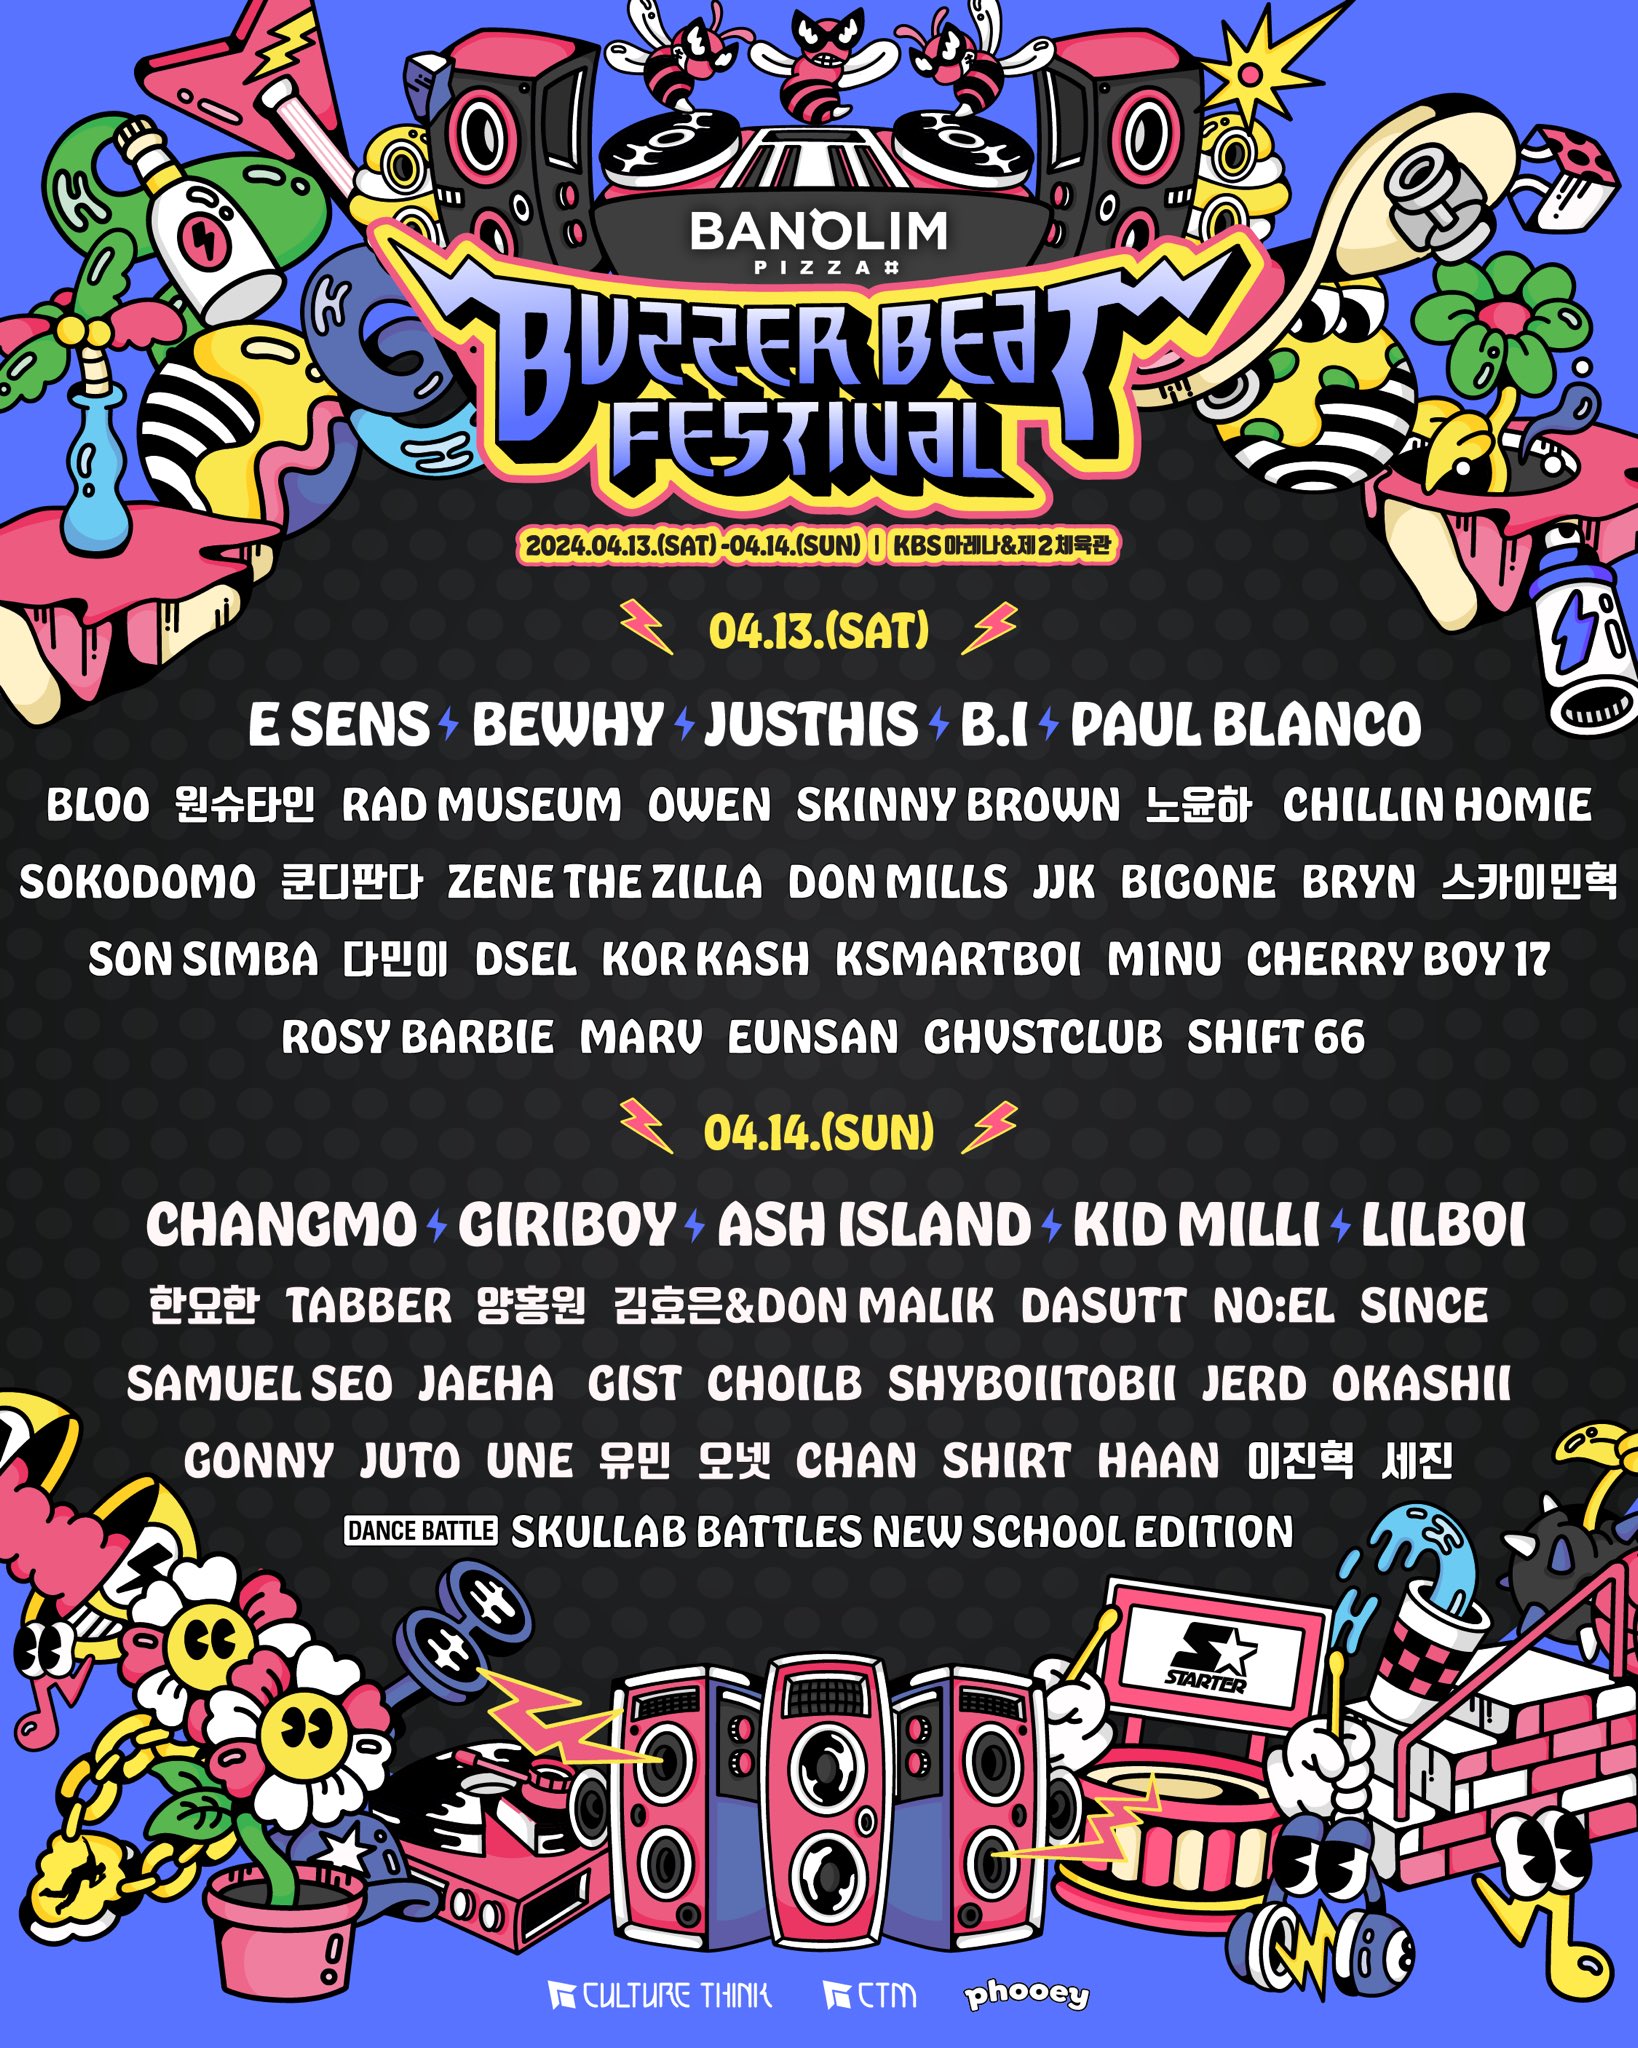 BANOLIM
PIZZA#
BUZZER BEAT
FESTIVAL
2024.04.13.(SAT)-04.14.(SUN) | KBS 아레나&제2체육관
04.13.(SAT)
E SENS BEWHY JUSTHIS B.I PAUL BLANCO
BLOO 원슈타인 RAD MUSEUM OWEN SKINNY BROWN 노윤하 CHILLIN HOMIE
SOKODOMO 쿤디판다 ZENE THE ZILLA DON MILLS JJK BIGONE BRYN 스카이민혁
SON SIMBA 다민이 DSEL KOR KASH KSMARTBOI M1NU CHERRY BOY 17
ROSY BARBIE MARV EUNSAN GHVSTCLUB SHIFT 66
04.14.(SUN)
CHANGMO GIRIBOY ASH ISLAND KID MILLI LILBOI
한요한 TABBER 양홍원 김효은&DON MALIK DASUTT NO:EL SINCE
SAMUEL SEO JAEHA GIST CHOILB SHYBOIITOBII JERD OKASHII
GONNY JUTO UNE 유민 오넷 CHAN SHIRT HAAN 이진혁 세진
DANCE BATTLE SKULLAB BATTLES NEW SCHOOL EDITION
STARTER
CULTURE THINK CTM phooey